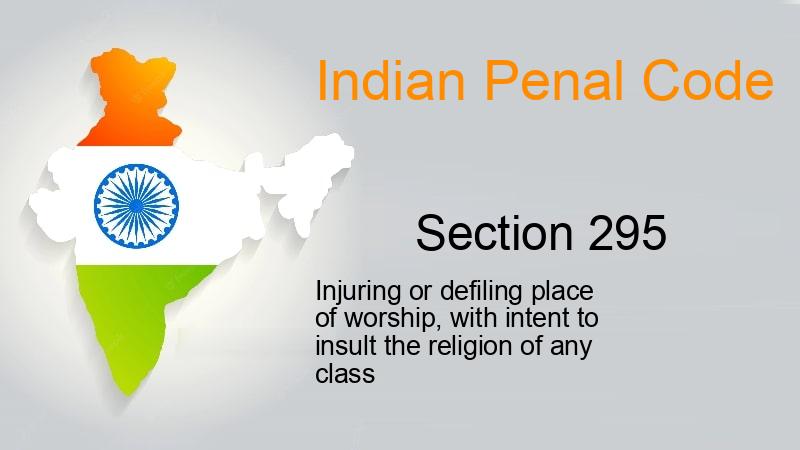 Indian Penal Code
Section 295
Injuring or defiling place
of worship, with intent to
insult the religion of any
class